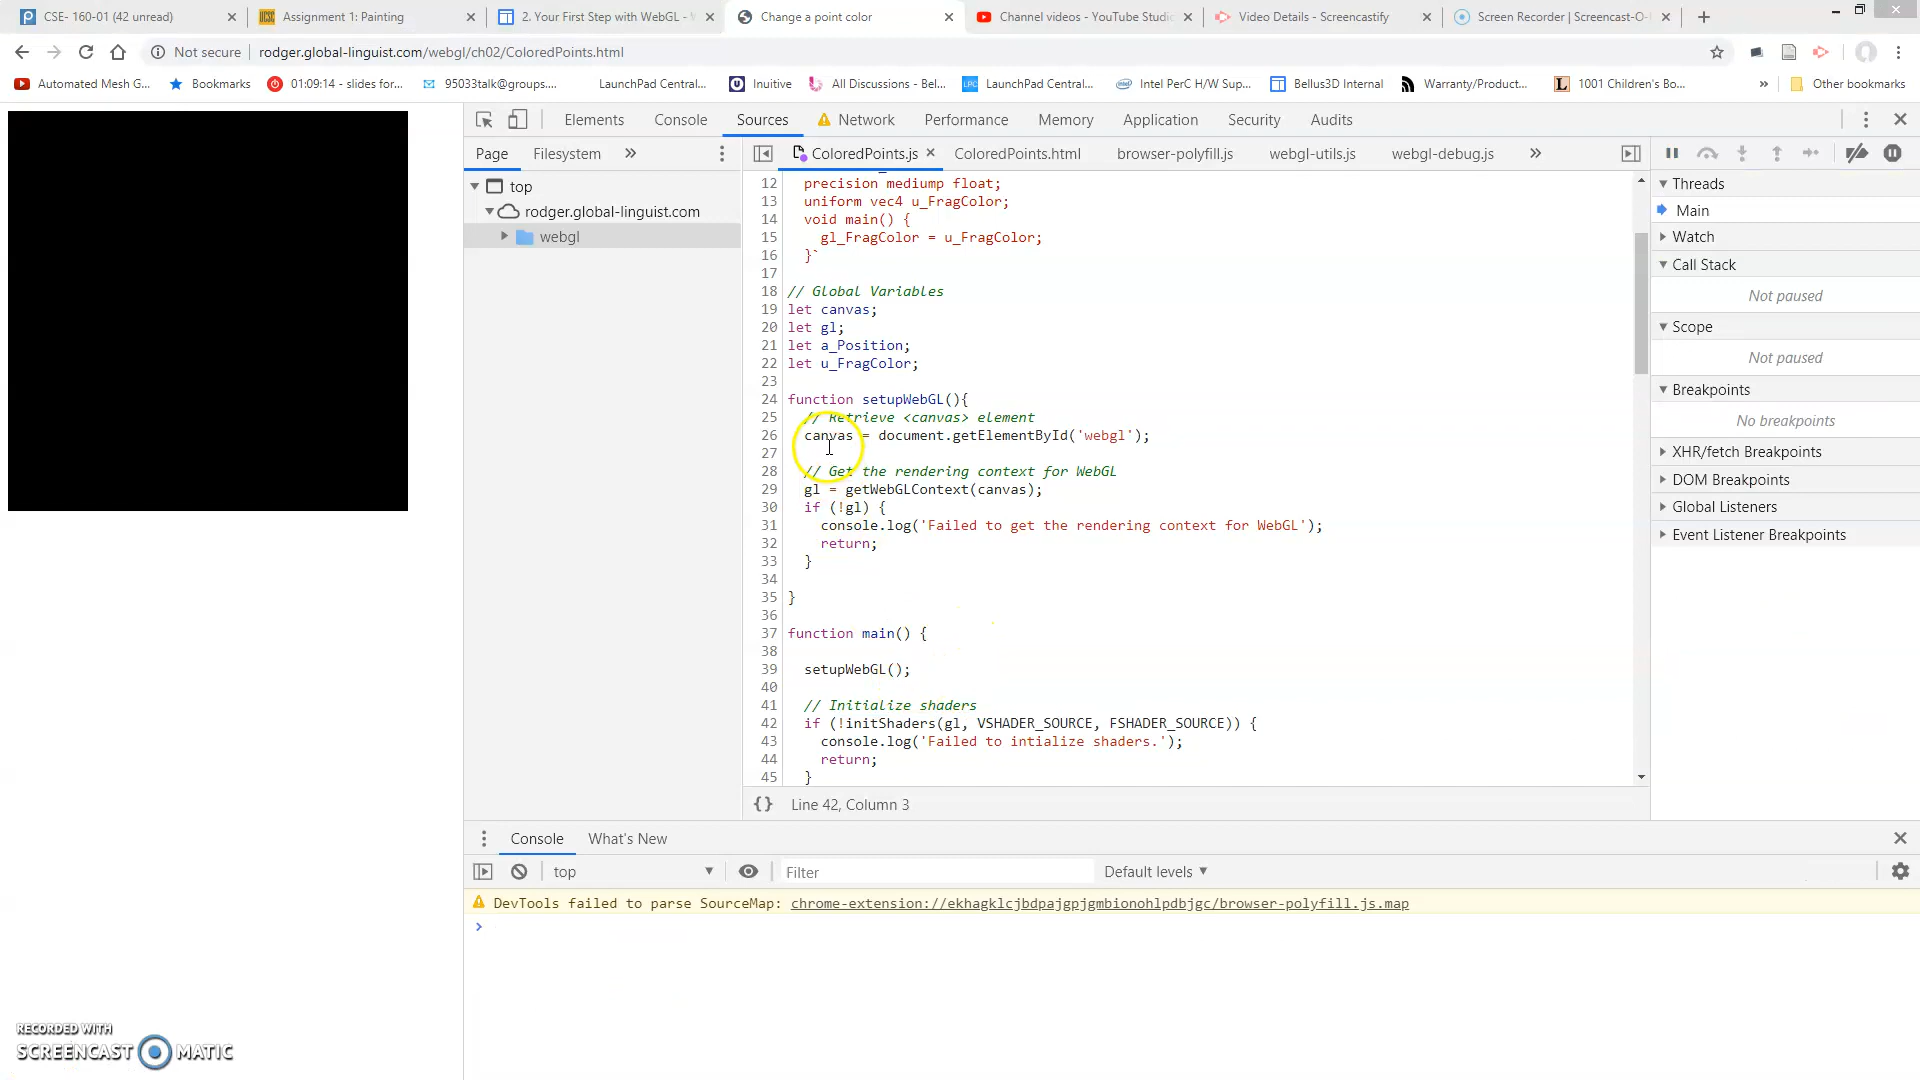 CSE- 160-01 (42 unread)
Assignment 1: Painting
2. Your First Step with WebGL -
Change a point color
Channel videos - YouTube Studio
Video Details - Screencastify
Screen Recorder | Screencast-O-
Not secure
rodger.global-linguist.com/webgl/ch02/ColoredPoints.html
Automated Mesh G...
Bookmarks
01:09:14 - slides for...
95033talk@groups....
LaunchPad Central...
Inuitive
All Discussions - Bel...
LPC
LaunchPad Central...
Intel PerC H/W Sup...
Bellus3D Internal
Warranty/Product...
1001 Children's Bo...
»
Other bookmarks
Elements
Console
Sources
Network
Performance
Memory
Application
Security
Audits
Page
Filesystem
»
ColoredPoints.js
ColoredPoints.html
browser-polyfill.js
webgl-utils.js
webgl-debug.js
»
top
rodger.global-linguist.com
webgl
12 precision mediump float;
13 uniform vec4 u_FragColor;
14 void main() {
15 gl_FragColor = u_FragColor;
16 }`
17
18 // Global Variables
19 let canvas;
20 let gl;
21 let a_Position;
22 let u_FragColor;
23
24 function setupWebGL(){
25 // Retrieve <canvas> element
26 canvas = document.getElementById('webgl');
27
28 // Get the rendering context for WebGL
29 gl = getWebGLContext(canvas);
30 if (!gl) {
31 console.log('Failed to get the rendering context for WebGL');
32 return;
33 }
34
35 }
36
37 function main() {
38
39 setupWebGL();
40
41 // Initialize shaders
42 if (!initShaders(gl, VSHADER_SOURCE, FSHADER_SOURCE)) {
43 console.log('Failed to intialize shaders.');
44 return;
45 }
{} Line 42, Column 3
Threads
Main
Watch
Call Stack
Not paused
Scope
Not paused
Breakpoints
No breakpoints
XHR/fetch Breakpoints
DOM Breakpoints
Global Listeners
Event Listener Breakpoints
Console
What's New
top
Filter
Default levels
DevTools failed to parse SourceMap: chrome-extension://ekhagklcjbdpajgpjgmbionohlpdbjgc/browser-polyfill.js.map
>
RECORDED WITH
SCREENCAST MATIC